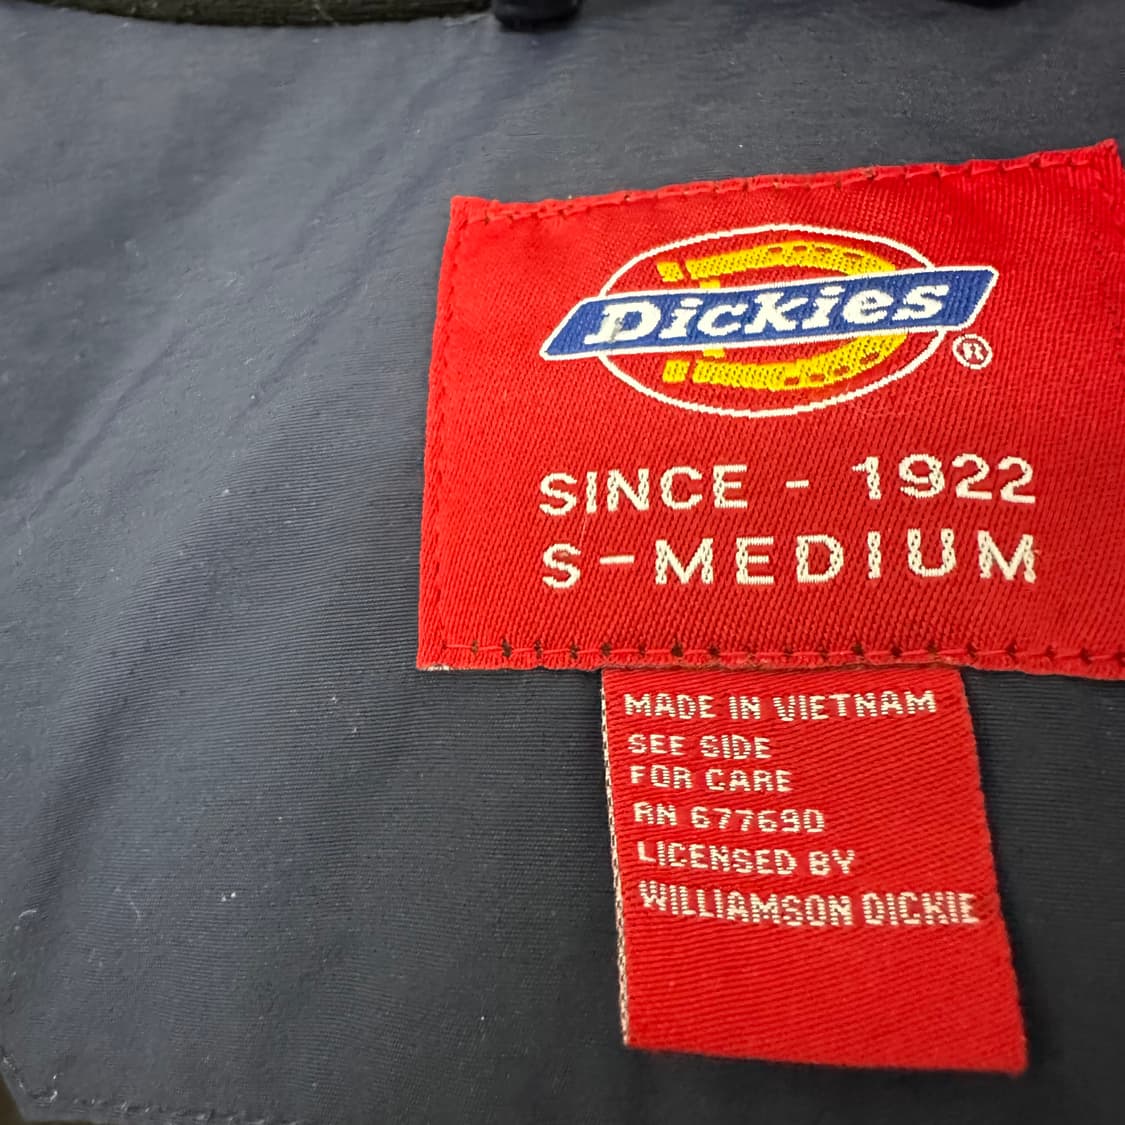 Dickies®
SINCE - 1922
S-MEDIUM
MADE IN VIETNAM
SEE SIDE
FOR CARE
RN 677690
LICENSED BY
WILLIAMSON DICKIE